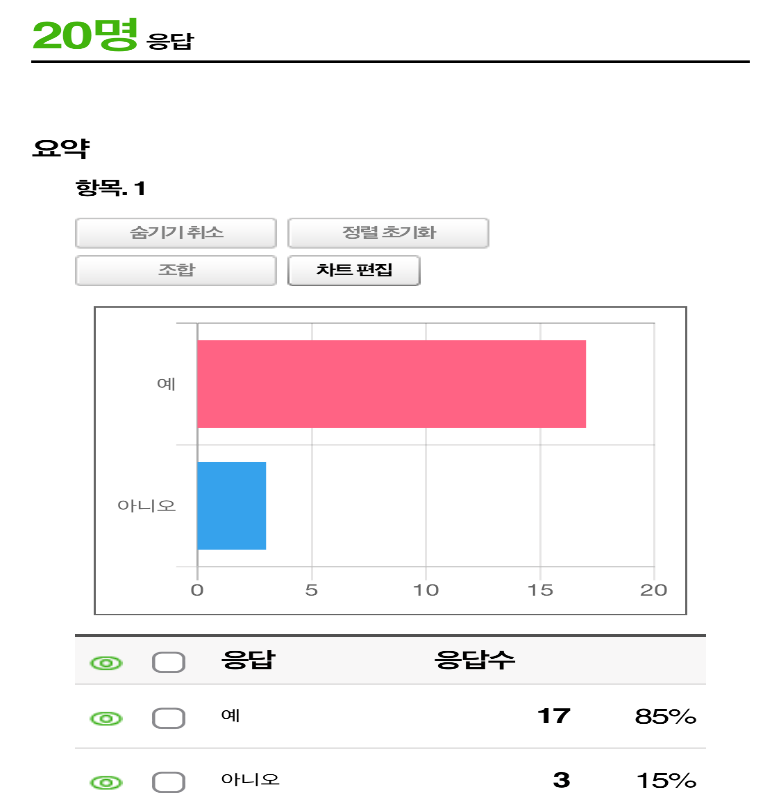 20명 응답
요약
항목. 1
숨기기 취소 정렬 초기화
조합 차트 편집
예
아니오
0 5 10 15 20
응답 응답수
예 17 85%
아니오 3 15%